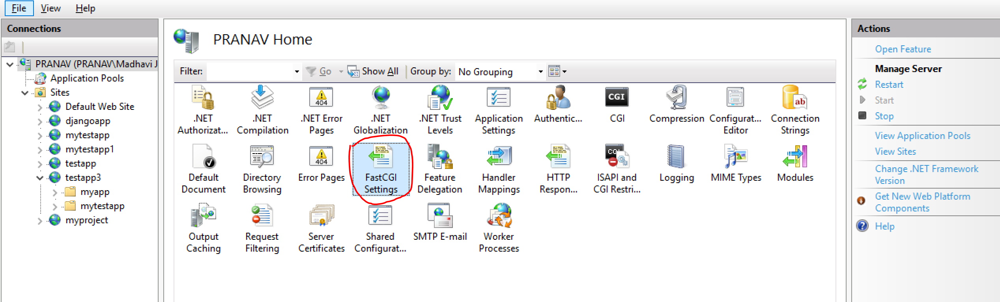 File View Help
Connections
PRANAV (PRANAV\Madhavi J
Application Pools
Sites
Default Web Site
djangoapp
mytestapp
mytestapp1
testapp
testapp3
myapp
mytestapp
myproject
PRANAV Home
Filter: Go Show All Group by: No Grouping
.NET Authorizat...
.NET Compilation
.NET Error Pages
404
.NET Globalization
.NET Trust Levels
Application Settings
Authentic...
CGI
CGI
Compression
Configurat... Editor
ab
Connection Strings
Default Document
Directory Browsing
404
Error Pages
FastCGI Settings
Feature Delegation
Handler Mappings
HTTP Respon...
CGI
ISAPI and CGI Restri...
Logging
MIME Types
Modules
Output Caching
Request Filtering
Server Certificates
Shared Configurat...
SMTP E-mail
Worker Processes
Actions
Open Feature
Manage Server
Restart
Start
Stop
View Application Pools
View Sites
Change .NET Framework
Version
Get New Web Platform
Components
Help